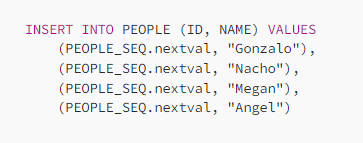 INSERT INTO PEOPLE (ID, NAME) VALUES
(PEOPLE_SEQ.nextval, "Gonzalo"),
(PEOPLE_SEQ.nextval, "Nacho"),
(PEOPLE_SEQ.nextval, "Megan"),
(PEOPLE_SEQ.nextval, "Angel")